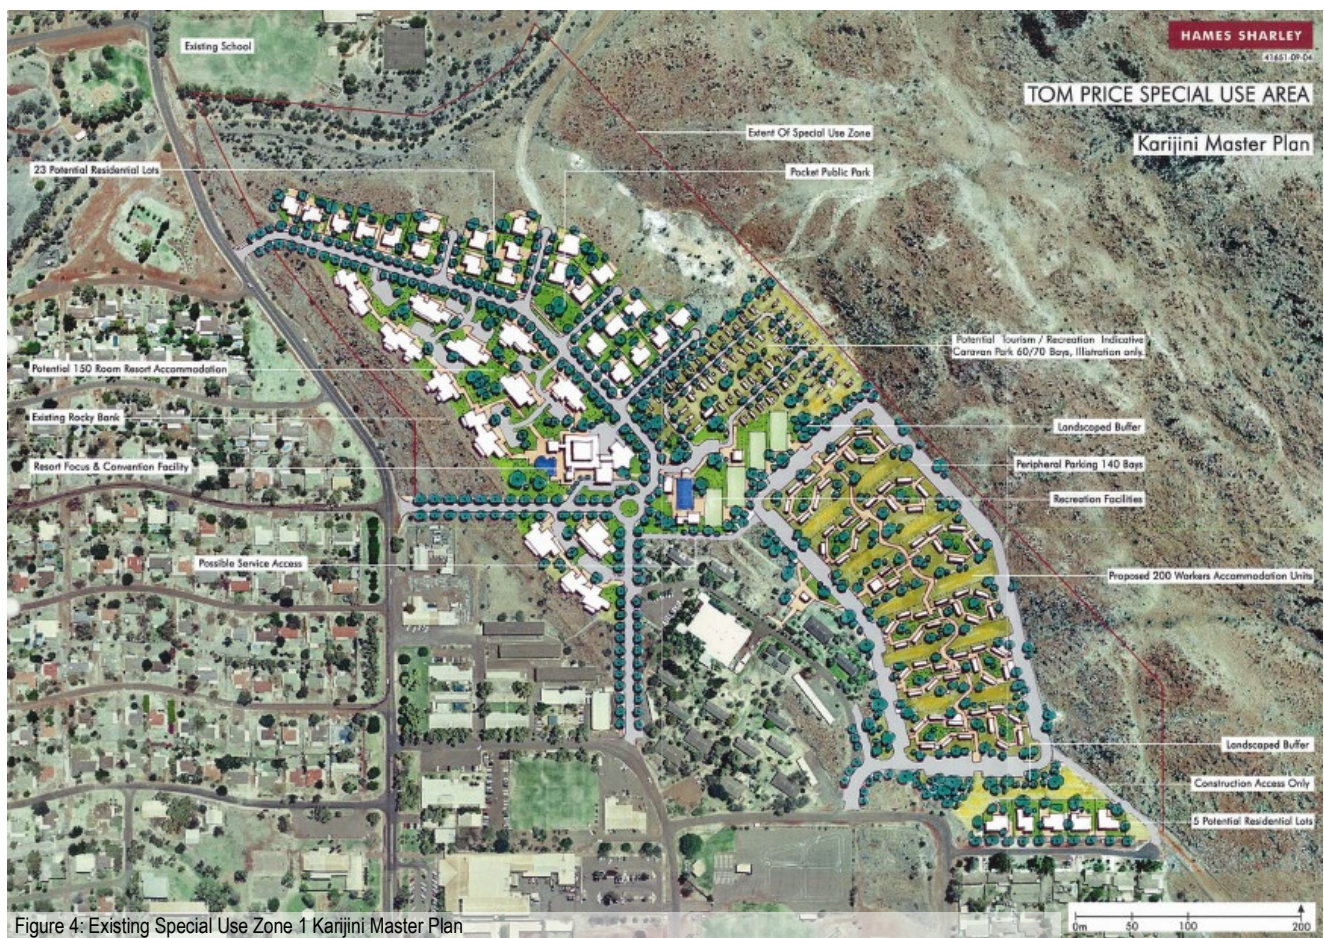 HAMES SHARLEY
41651-09-04
Existing School
TOM PRICE SPECIAL USE AREA
Extent Of Special Use Zone
Karijini Master Plan
23 Potential Residential Lots
Pocket Public Park
Potential Tourism / Recreation Indicative
Caravan Park 60/70 Bays, Illistration only.
Potential 150 Room Resort Accommodation
Existing Rocky Bank
Landscaped Buffer
Resort Focus & Convention Facility
Peripheral Parking 140 Bays
Recreation Facilities
Possible Service Access
Proposed 200 Workers Accommodation Units
Landscaped Buffer
Construction Access Only
5 Potential Residential Lots
Figure 4: Existing Special Use Zone 1 Karijini Master Plan
0m 50 100 200